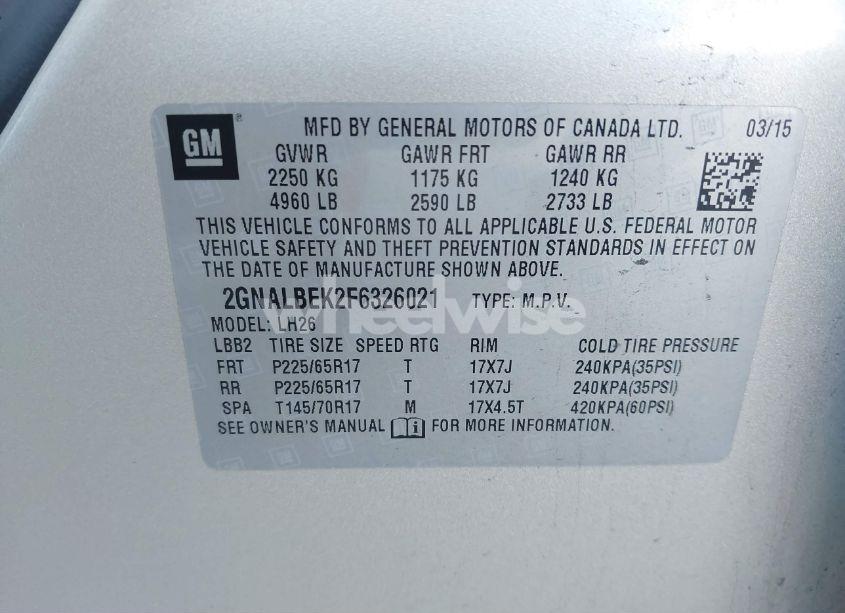 GM ®
MFD BY GENERAL MOTORS OF CANADA LTD. 03/15
GVWR GAWR FRT GAWR RR
2250 KG 1175 KG 1240 KG
4960 LB 2590 LB 2733 LB
THIS VEHICLE CONFORMS TO ALL APPLICABLE U.S. FEDERAL MOTOR
VEHICLE SAFETY AND THEFT PREVENTION STANDARDS IN EFFECT ON
THE DATE OF MANUFACTURE SHOWN ABOVE.
2GNALBEK2F6326021 TYPE: M.P.V.
wheelwise
MODEL: LH26
LBB2 TIRE SIZE SPEED RTG RIM COLD TIRE PRESSURE
FRT P225/65R17 T 17X7J 240KPA(35PSI)
RR P225/65R17 T 17X7J 240KPA(35PSI)
SPA T145/70R17 M 17X4.5T 420KPA(60PSI)
SEE OWNER'S MANUAL i FOR MORE INFORMATION.